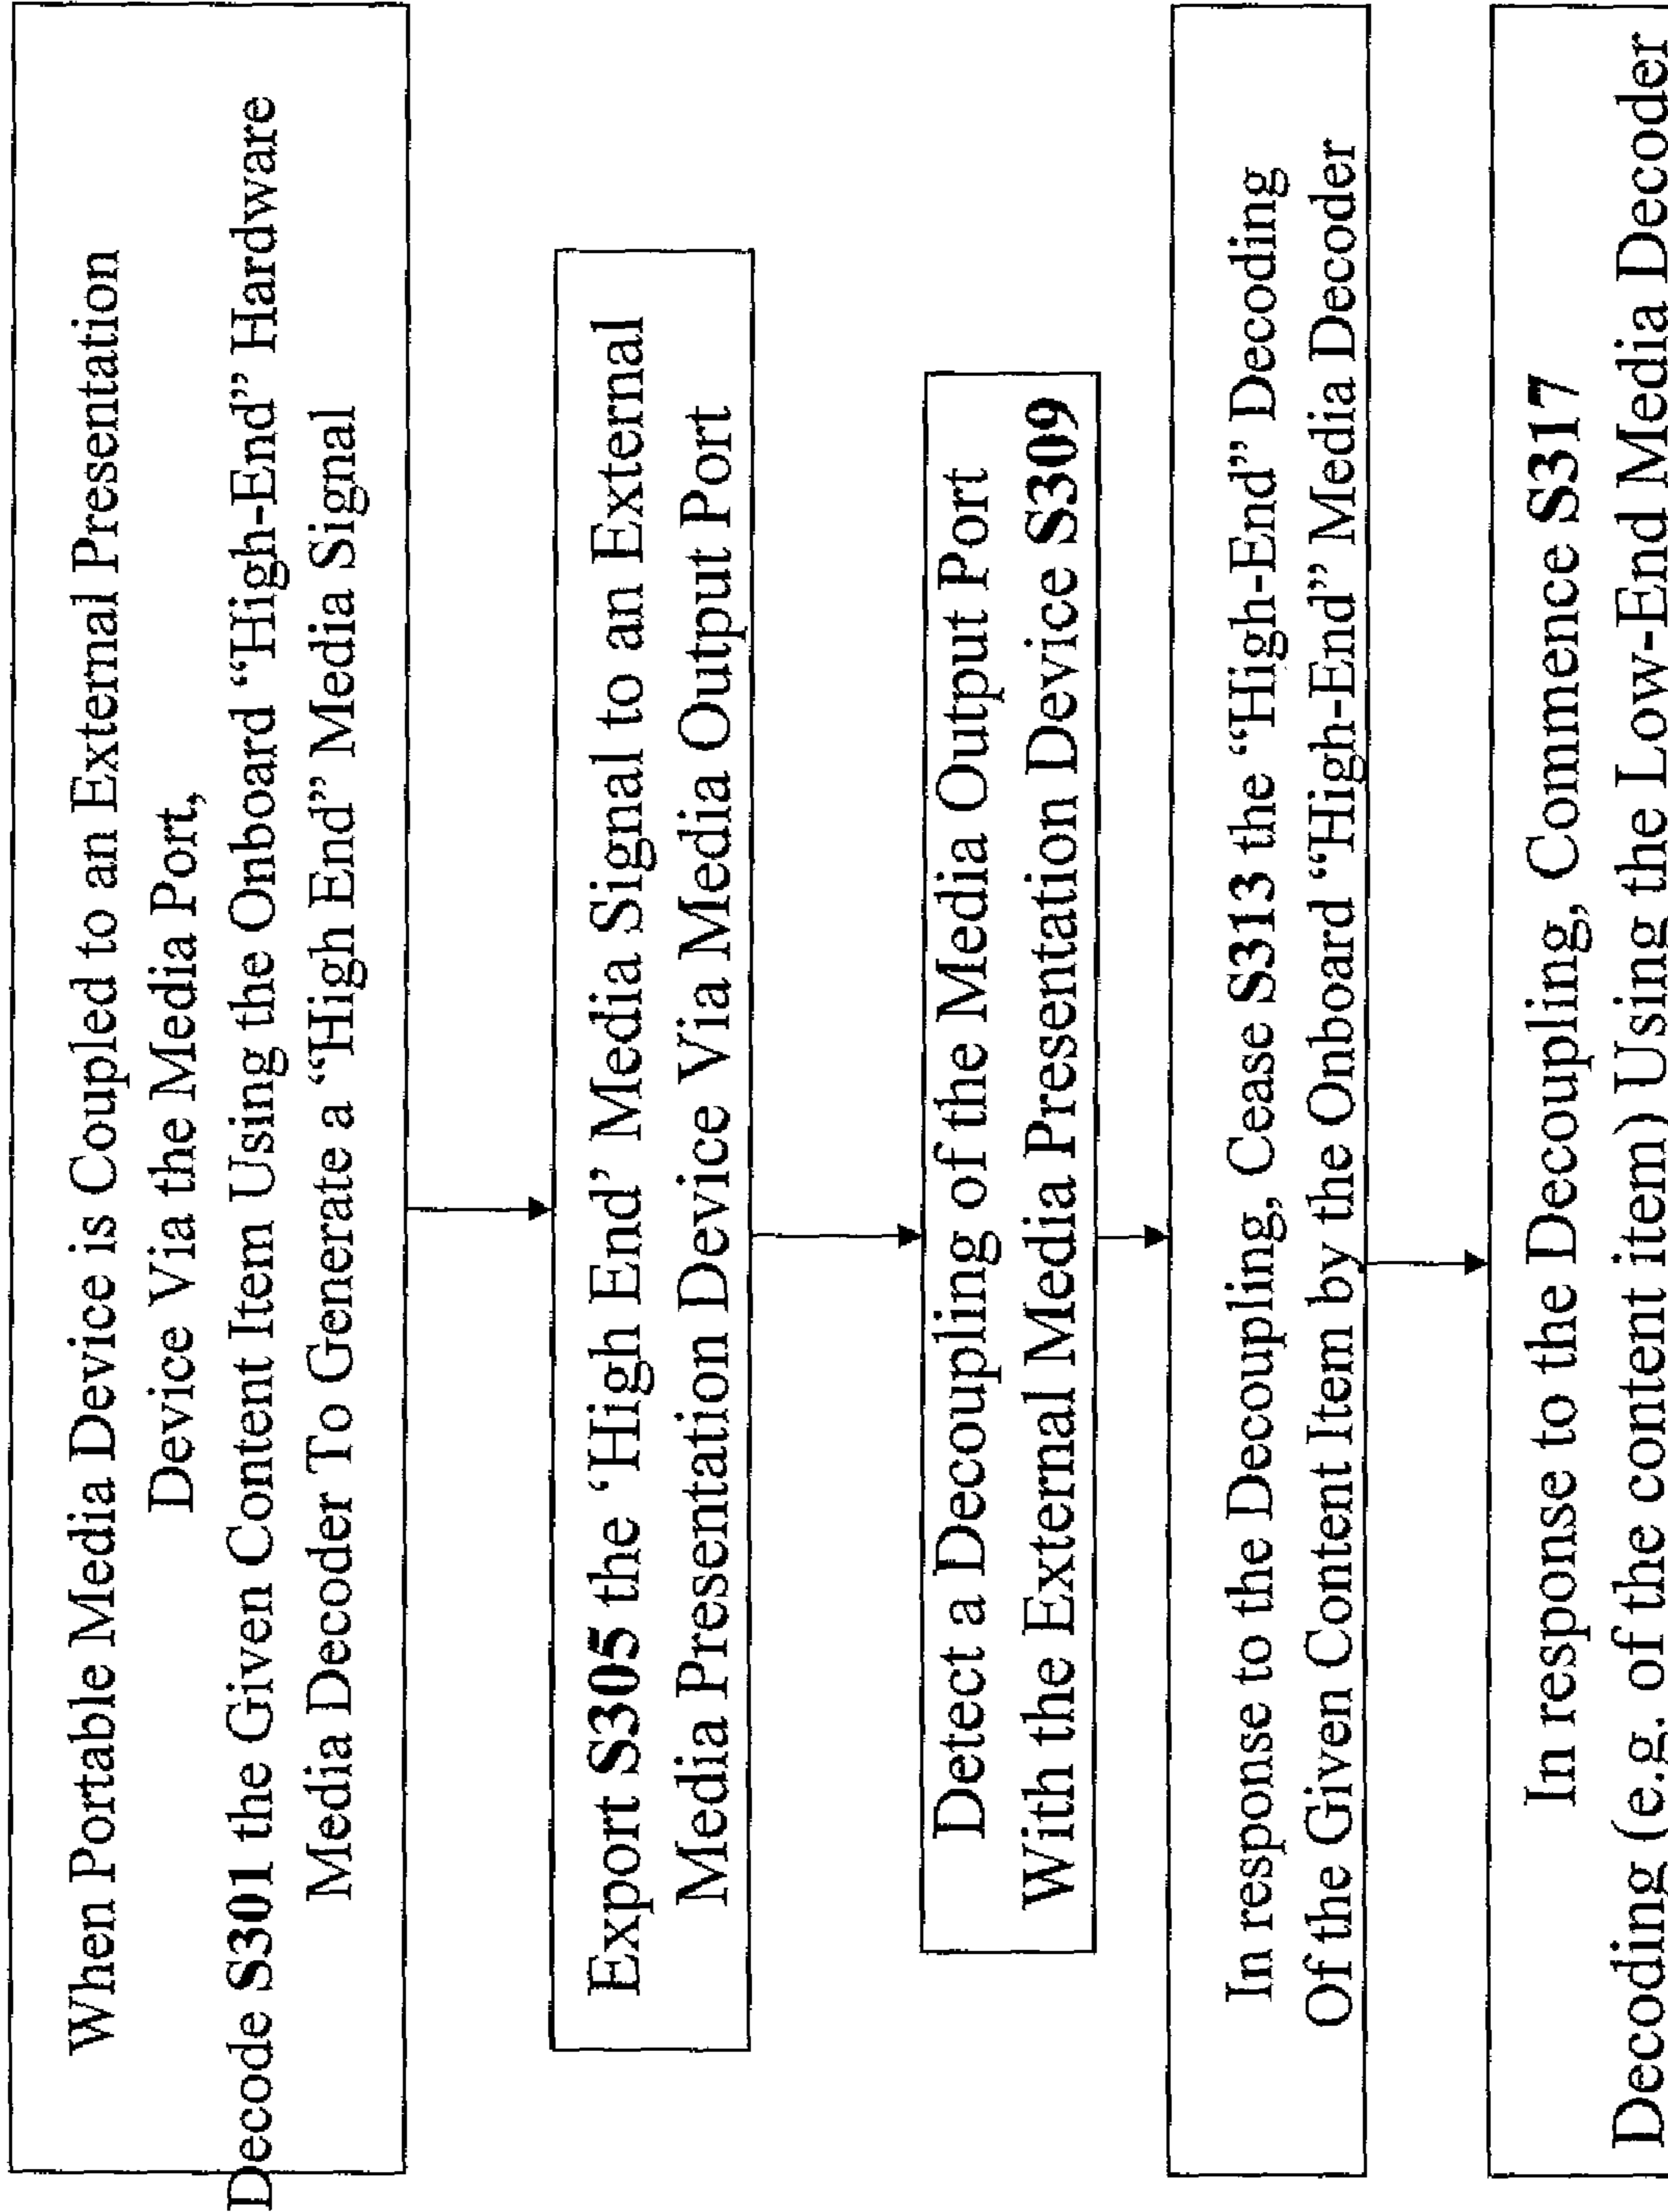 When Portable Media Device is Coupled to an External Presentation
Device Via the Media Port,
Decode S301 the Given Content Item Using the Onboard “High-End” Hardware
Media Decoder To Generate a “High End” Media Signal
Export S305 the ‘High End’ Media Signal to an External
Media Presentation Device Via Media Output Port
Detect a Decoupling of the Media Output Port
With the External Media Presentation Device S309
In response to the Decoupling, Cease S313 the “High-End” Decoding
Of the Given Content Item by the Onboard “High-End” Media Decoder
In response to the Decoupling, Commence S317
Decoding (e.g. of the content item) Using the Low-End Media Decoder